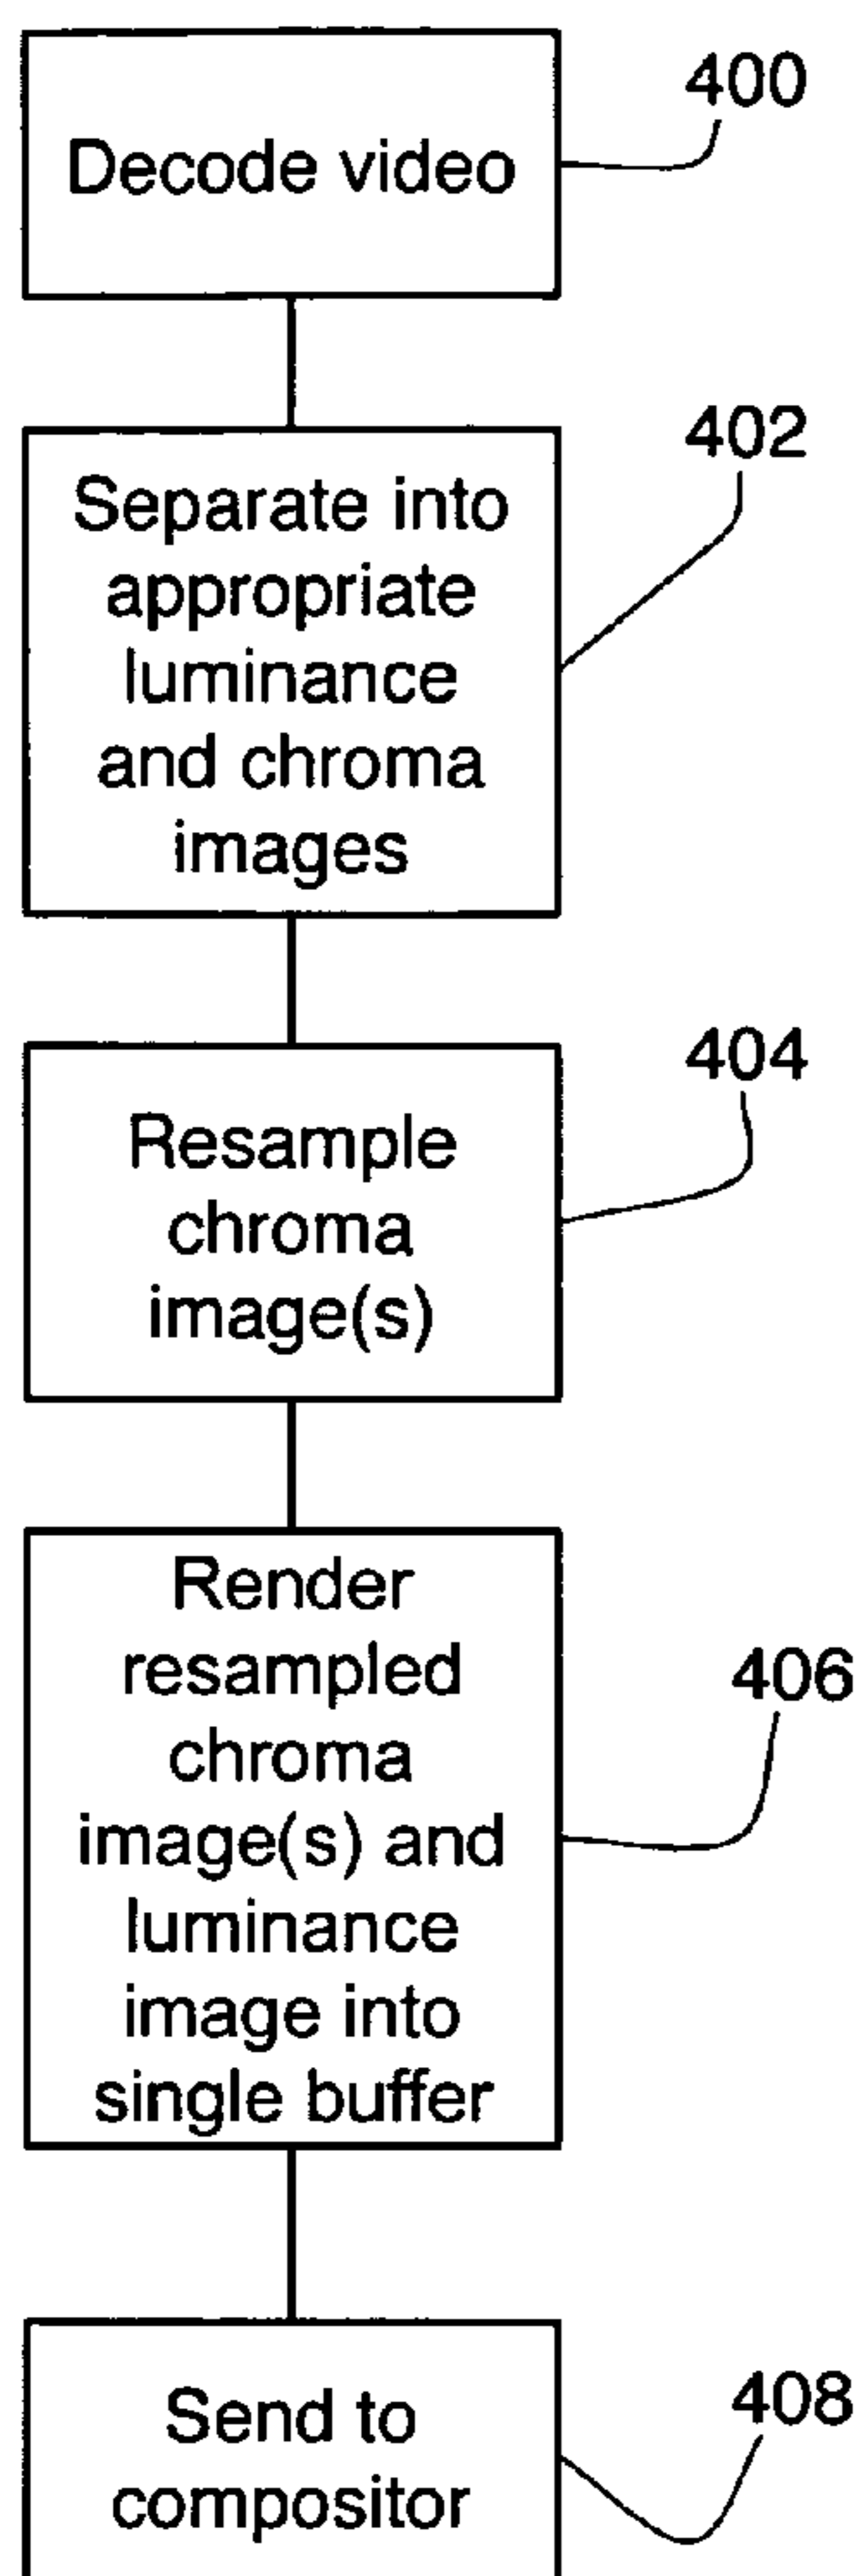 Decode video
400
Separate into
appropriate
luminance
and chroma
images
402
Resample
chroma
image(s)
404
Render
resampled
chroma
image(s) and
luminance
image into
single buffer
406
Send to
compositor
408